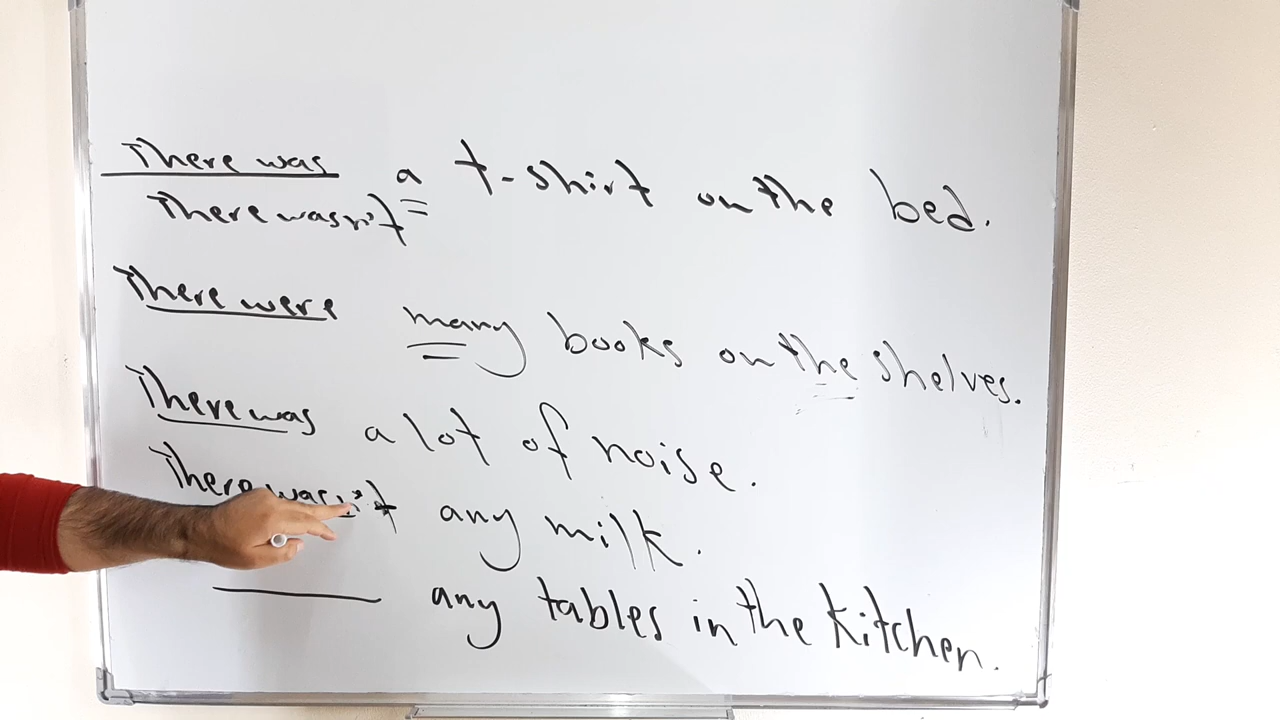 There was a t-shirt on the bed.
There wasn't
There were many books on the shelves.
There was a lot of noise.
There wasn't any milk.
any tables in the kitchen.